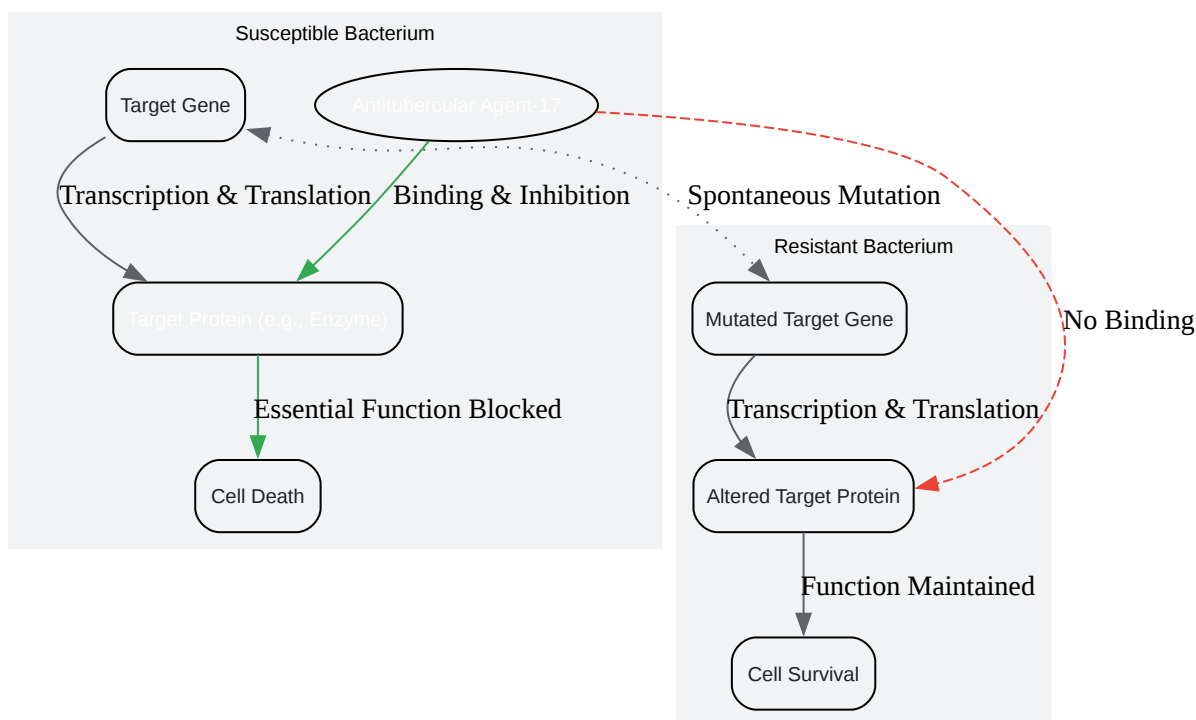 Susceptible Bacterium
Target Gene
Antitubercular Agent-17
Transcription & Translation
Binding & Inhibition
Spontaneous Mutation
Resistant Bacterium
Target Protein (e.g., Enzyme)
Mutated Target Gene
No Binding
Essential Function Blocked
Transcription & Translation
Cell Death
Altered Target Protein
Function Maintained
Cell Survival